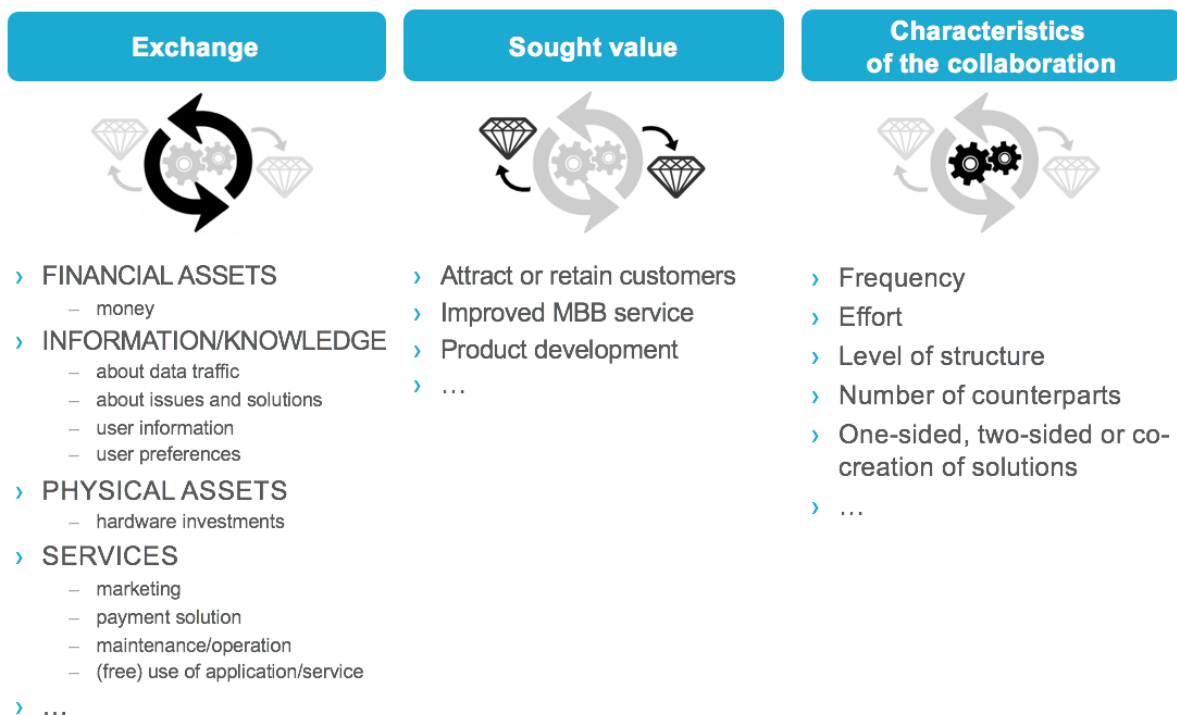 Exchange
› FINANCIAL ASSETS
– money
› INFORMATION/KNOWLEDGE
– about data traffic
– about issues and solutions
– user information
– user preferences
› PHYSICAL ASSETS
– hardware investments
› SERVICES
– marketing
– payment solution
– maintenance/operation
– (free) use of application/service
› …
Sought value
› Attract or retain customers
› Improved MBB service
› Product development
› …
Characteristics
of the collaboration
› Frequency
› Effort
› Level of structure
› Number of counterparts
› One-sided, two-sided or co-
creation of solutions
› …